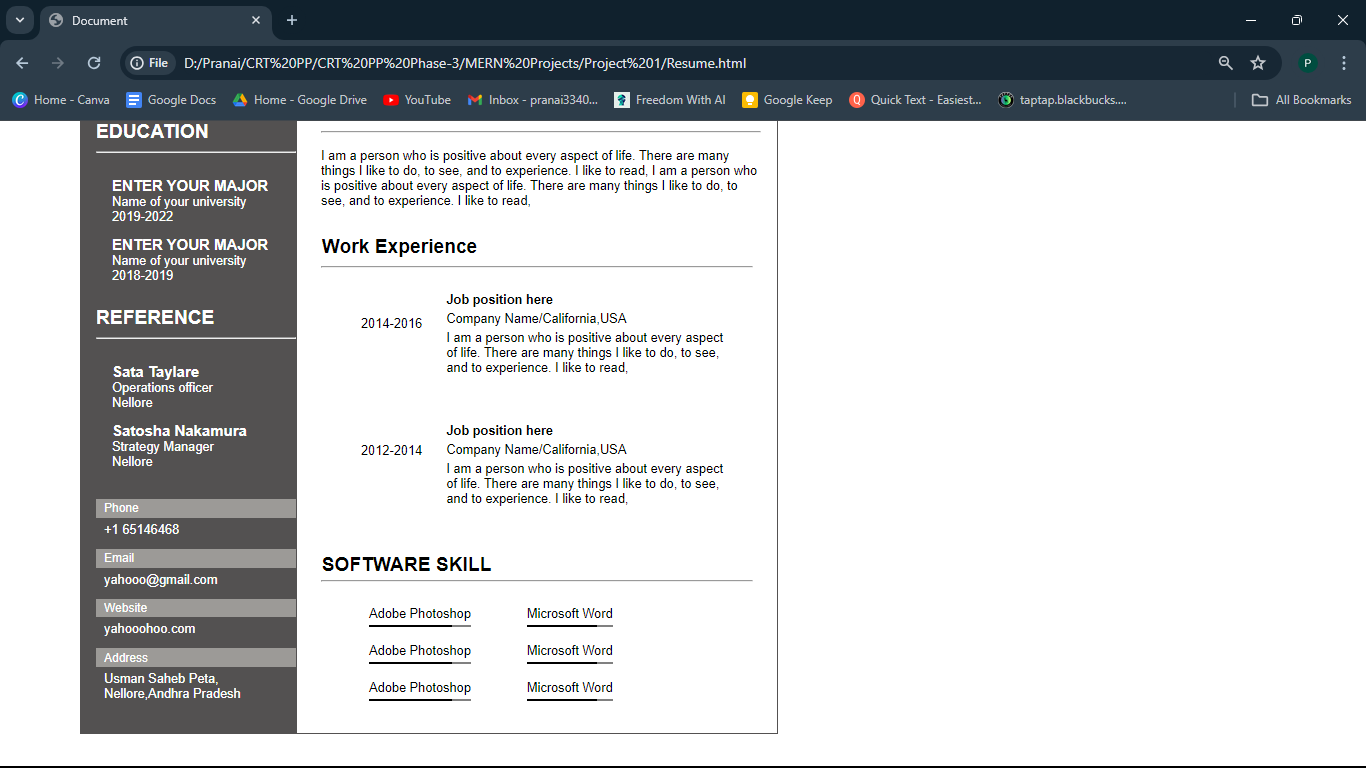 Document
File
D:/Pranai/CRT%20PP/CRT%20PP%20Phase-3/MERN%20Projects/Project%201/Resume.html
P
Home - Canva
Google Docs
Home - Google Drive
YouTube
Inbox - pranai3340...
Freedom With AI
Google Keep
Quick Text - Easiest...
taptap.blackbucks....
All Bookmarks
EDUCATION
ENTER YOUR MAJOR
Name of your university
2019-2022
ENTER YOUR MAJOR
Name of your university
2018-2019
REFERENCE
Sata Taylare
Operations officer
Nellore
Satosha Nakamura
Strategy Manager
Nellore
Phone
+1 65146468
Email
yahooo@gmail.com
Website
yahooohoo.com
Address
Usman Saheb Peta,
Nellore,Andhra Pradesh
I am a person who is positive about every aspect of life. There are many
things I like to do, to see, and to experience. I like to read, I am a person who
is positive about every aspect of life. There are many things I like to do, to
see, and to experience. I like to read,
Work Experience
2014-2016
Job position here
Company Name/California,USA
I am a person who is positive about every aspect
of life. There are many things I like to do, to see,
and to experience. I like to read,
2012-2014
Job position here
Company Name/California,USA
I am a person who is positive about every aspect
of life. There are many things I like to do, to see,
and to experience. I like to read,
SOFTWARE SKILL
Adobe Photoshop
Microsoft Word
Adobe Photoshop
Microsoft Word
Adobe Photoshop
Microsoft Word